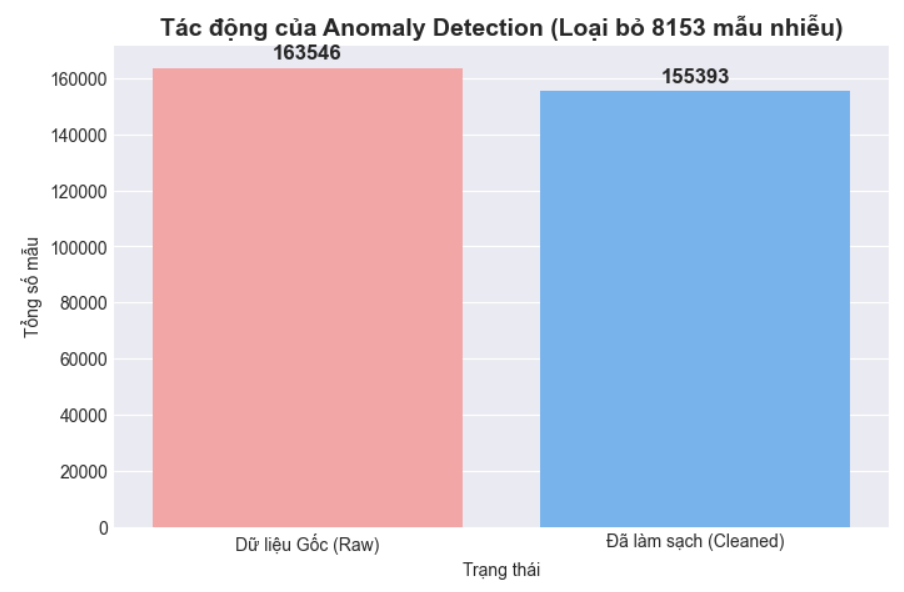 Tác động của Anomaly Detection (Loại bỏ 8153 mẫu nhiễu)
163546
155393
160000
140000
120000
100000
80000
60000
40000
20000
0
Tổng số mẫu
Dữ liệu Gốc (Raw)
Đã làm sạch (Cleaned)
Trạng thái